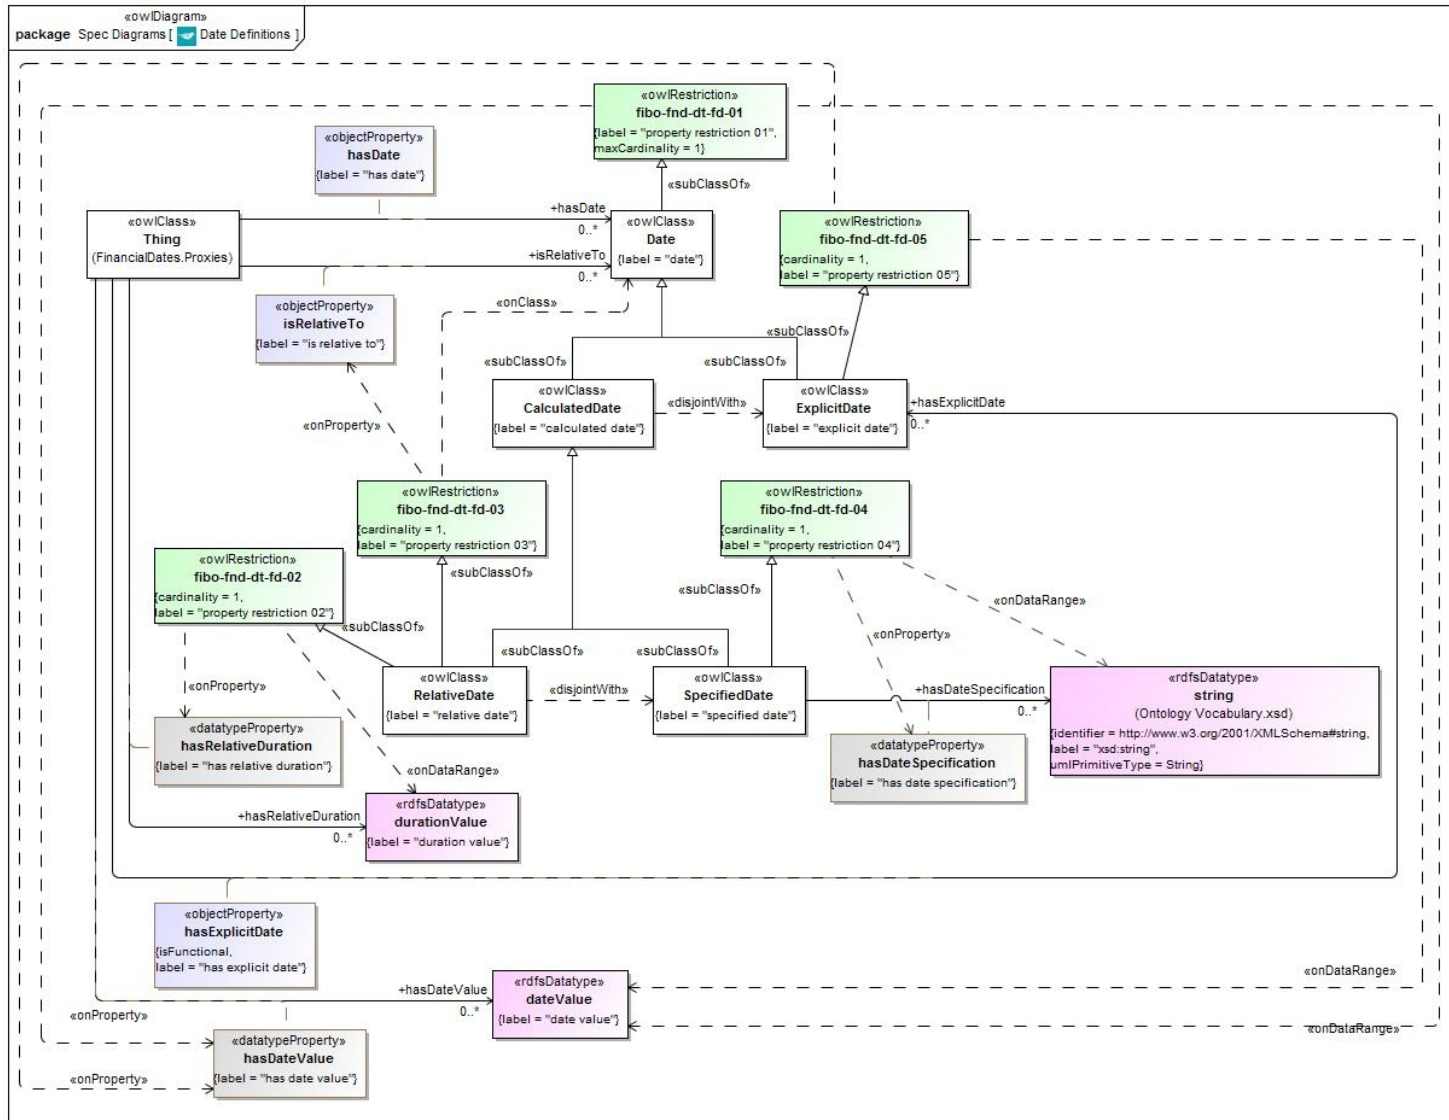 «owlDiagram»
package Spec Diagrams [ Date Definitions ]
«owlRestriction»
fibo-fnd-dt-fd-01
{label = "property restriction 01",
maxCardinality = 1}
«objectProperty»
hasDate
{label = "has date"}
«subClassOf»
«owlClass»
Thing
(FinancialDates.Proxies)
+hasDate
0..*
+isRelativeTo
0..*
«owlClass»
Date
{label = "date"}
«owlRestriction»
fibo-fnd-dt-fd-05
{cardinality = 1,
label = "property restriction 05"}
«objectProperty»
isRelativeTo
{label = "is relative to"}
«onClass»
«subClassOf»
«subClassOf»
«subClassOf»
«owlClass»
CalculatedDate
{label = "calculated date"}
«disjointWith»
«owlClass»
ExplicitDate
{label = "explicit date"}
+hasExplicitDate
0..*
«onProperty»
«owlRestriction»
fibo-fnd-dt-fd-03
{cardinality = 1,
label = "property restriction 03"}
«owlRestriction»
fibo-fnd-dt-fd-04
{cardinality = 1,
label = "property restriction 04"}
«owlRestriction»
fibo-fnd-dt-fd-02
{cardinality = 1,
label = "property restriction 02"}
«subClassOf»
«subClassOf»
«onDataRange»
«subClassOf»
«onProperty»
«subClassOf»
«subClassOf»
«onProperty»
«owlClass»
RelativeDate
{label = "relative date"}
«disjointWith»
«owlClass»
SpecifiedDate
{label = "specified date"}
+hasDateSpecification
0..*
«rdfsDatatype»
string
(Ontology Vocabulary.xsd)
{identifier = http://www.w3.org/2001/XMLSchema#string,
label = "xsd:string",
umlPrimitiveType = String}
«datatypeProperty»
hasRelativeDuration
{label = "has relative duration"}
«datatypeProperty»
hasDateSpecification
{label = "has date specification"}
«onDataRange»
+hasRelativeDuration
0..*
«rdfsDatatype»
durationValue
{label = "duration value"}
«objectProperty»
hasExplicitDate
{isFunctional,
label = "has explicit date"}
«onDataRange»
+hasDateValue
0..*
«rdfsDatatype»
dateValue
{label = "date value"}
«onProperty»
«onDataRange»
«datatypeProperty»
hasDateValue
{label = "has date value"}
«onProperty»